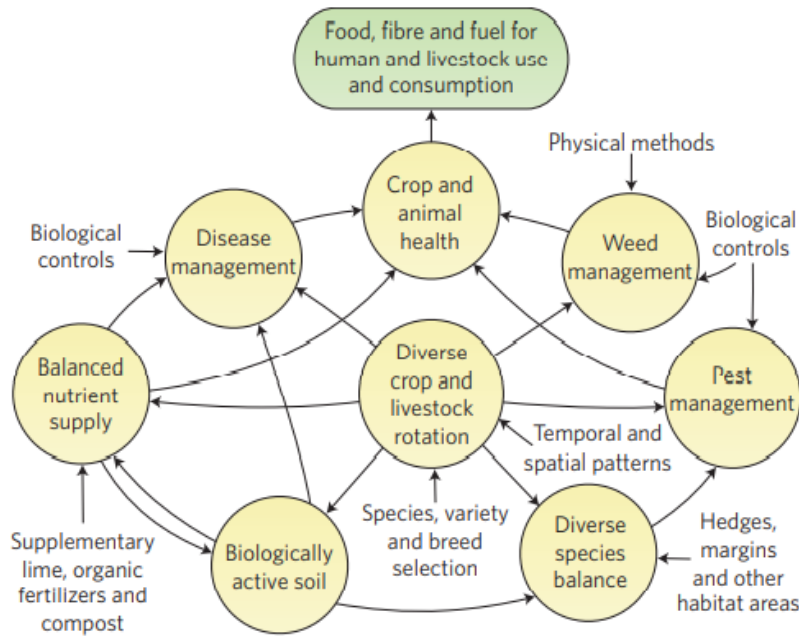 Food, fibre and fuel for
human and livestock use
and consumption
Physical methods
Crop and
animal
health
Biological
controls
Disease
management
Weed
management
Biological
controls
Balanced
nutrient
supply
Diverse
crop and
livestock
rotation
Pest
management
Temporal and
spatial patterns
Supplementary
lime, organic
fertilizers and
compost
Biologically
active soil
Species, variety
and breed
selection
Diverse
species
balance
Hedges,
margins
and other
habitat areas